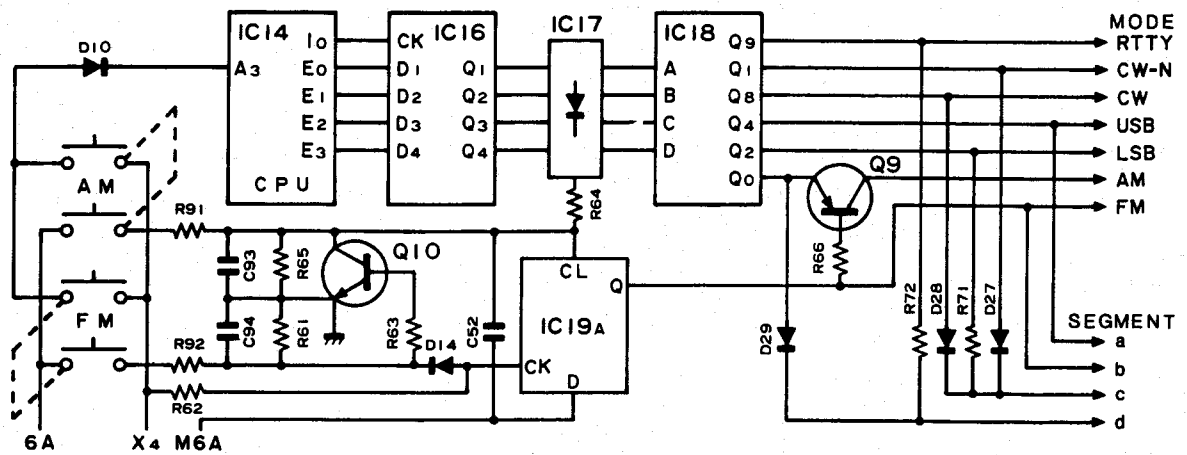 IC14
IC16
IC17
IC18
MODE
D10
I0 CK Q9 RTTY
A3 E0 D1 Q1 A Q1 CW-N
E1 D2 Q2 B Q8 CW
E2 D3 Q3 C Q4 USB
E3 D4 Q4 D Q2 LSB
AM CPU Q0 Q9 AM
R91 R64 FM
C93 R65 Q10 CL R66
FM Q
IC19A
C94 R61 R63 C52 R72 D28 R71 D27
D14 D29 SEGMENT
R92 CK a
D b
R62 c
d
6A X4 M6A